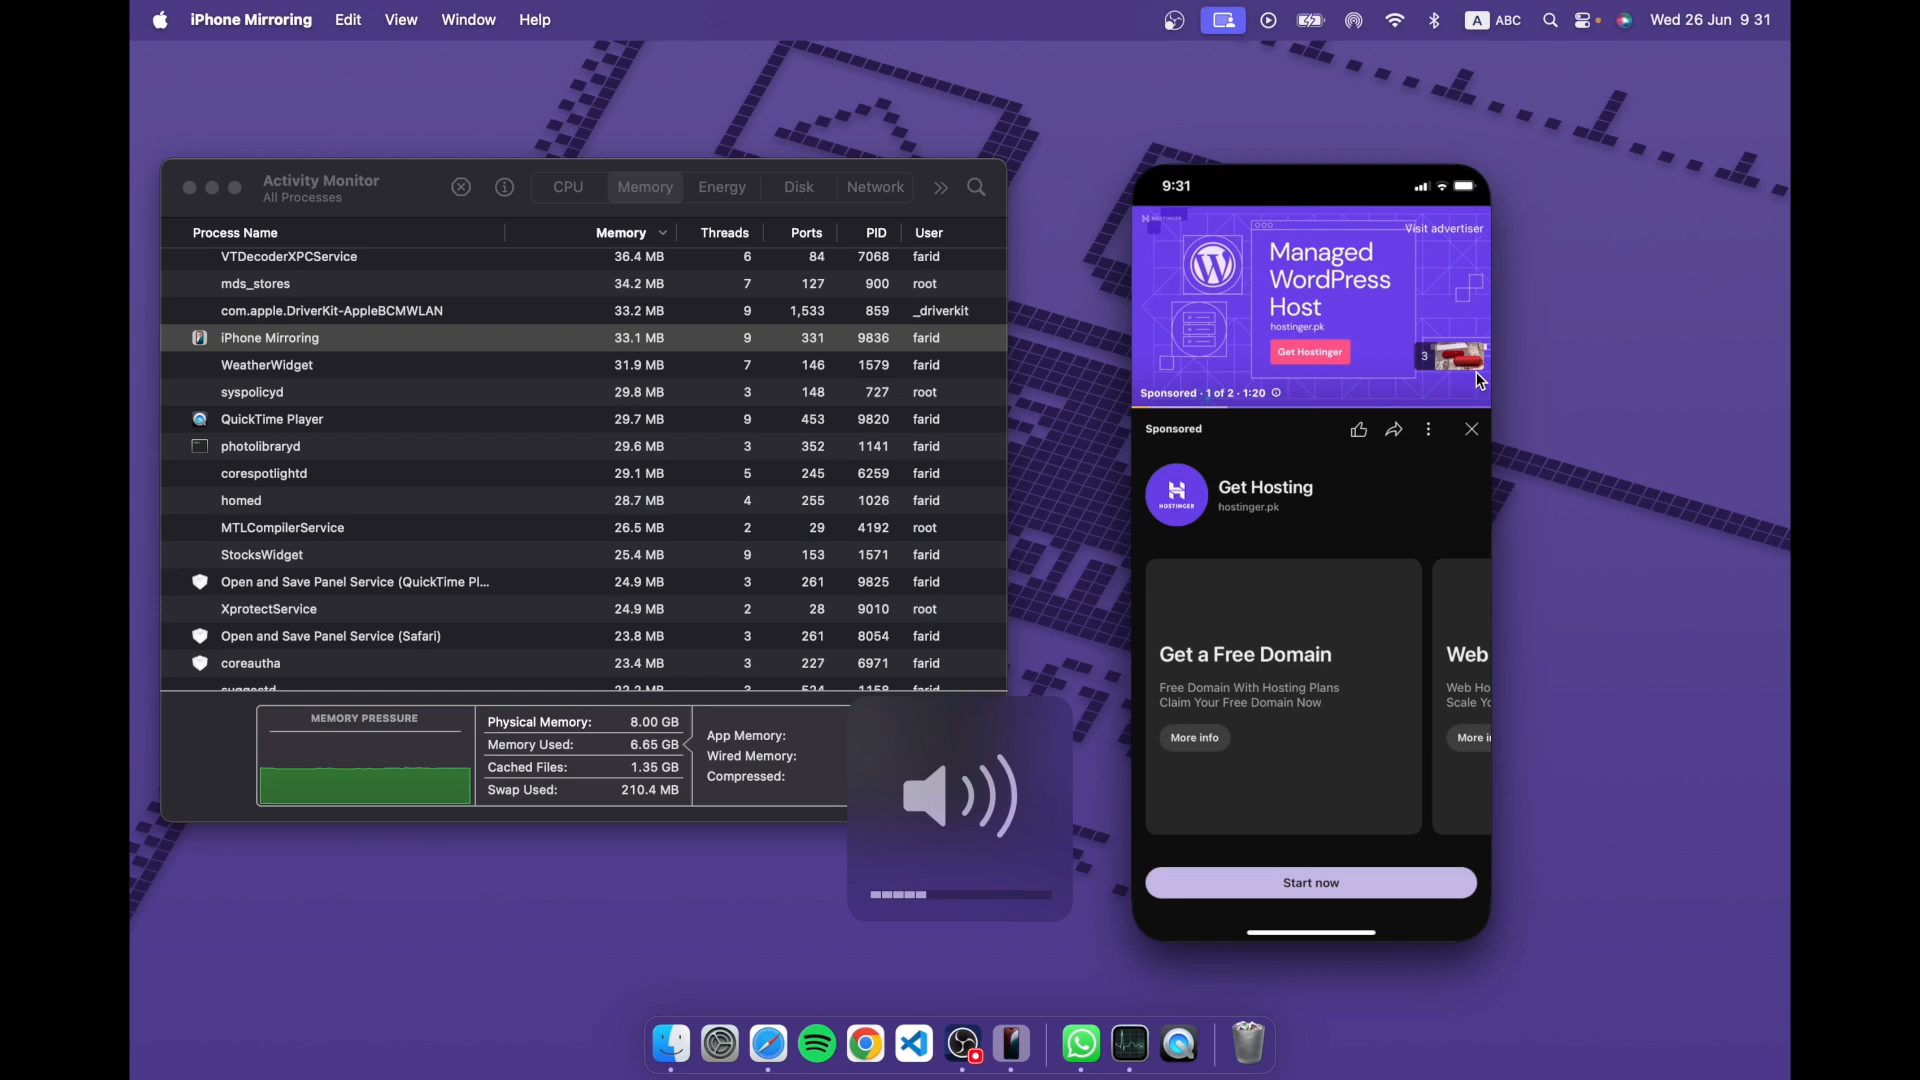 iPhone Mirroring Edit View Window Help
A ABC Wed 26 Jun 9 31
Activity Monitor
All Processes
CPU Memory Energy Disk Network
Process Name Memory Threads Ports PID User
VTDecoderXPCService 36.4 MB 6 84 7068 farid
mds_stores 34.2 MB 7 127 900 root
com.apple.DriverKit-AppleBCMWLAN 33.2 MB 9 1,533 859 _driverkit
iPhone Mirroring 33.1 MB 9 331 9836 farid
WeatherWidget 31.9 MB 7 146 1579 farid
syspolicyd 29.8 MB 3 148 727 root
QuickTime Player 29.7 MB 9 453 9820 farid
photolibraryd 29.6 MB 3 352 1141 farid
corespotlightd 29.1 MB 5 245 6259 farid
homed 28.7 MB 4 255 1026 farid
MTLCompilerService 26.5 MB 2 29 4192 root
StocksWidget 25.4 MB 9 153 1571 farid
Open and Save Panel Service (QuickTime Pl... 24.9 MB 3 261 9825 farid
XprotectService 24.9 MB 2 28 9010 root
Open and Save Panel Service (Safari) 23.8 MB 3 261 8054 farid
coreautha 23.4 MB 3 227 6971 farid
MEMORY PRESSURE
Physical Memory: 8.00 GB
Memory Used: 6.65 GB
Cached Files: 1.35 GB
Swap Used: 210.4 MB
App Memory:
Wired Memory:
Compressed:
9:31
HOSTINGER
Visit advertiser
Managed
WordPress
Host
hostinger.pk
Get Hostinger
3
Sponsored · 1 of 2 · 1:20
Sponsored
HOSTINGER
Get Hosting
hostinger.pk
Get a Free Domain
Free Domain With Hosting Plans
Claim Your Free Domain Now
More info
Web
Web Ho
Scale Yo
More i
Start now